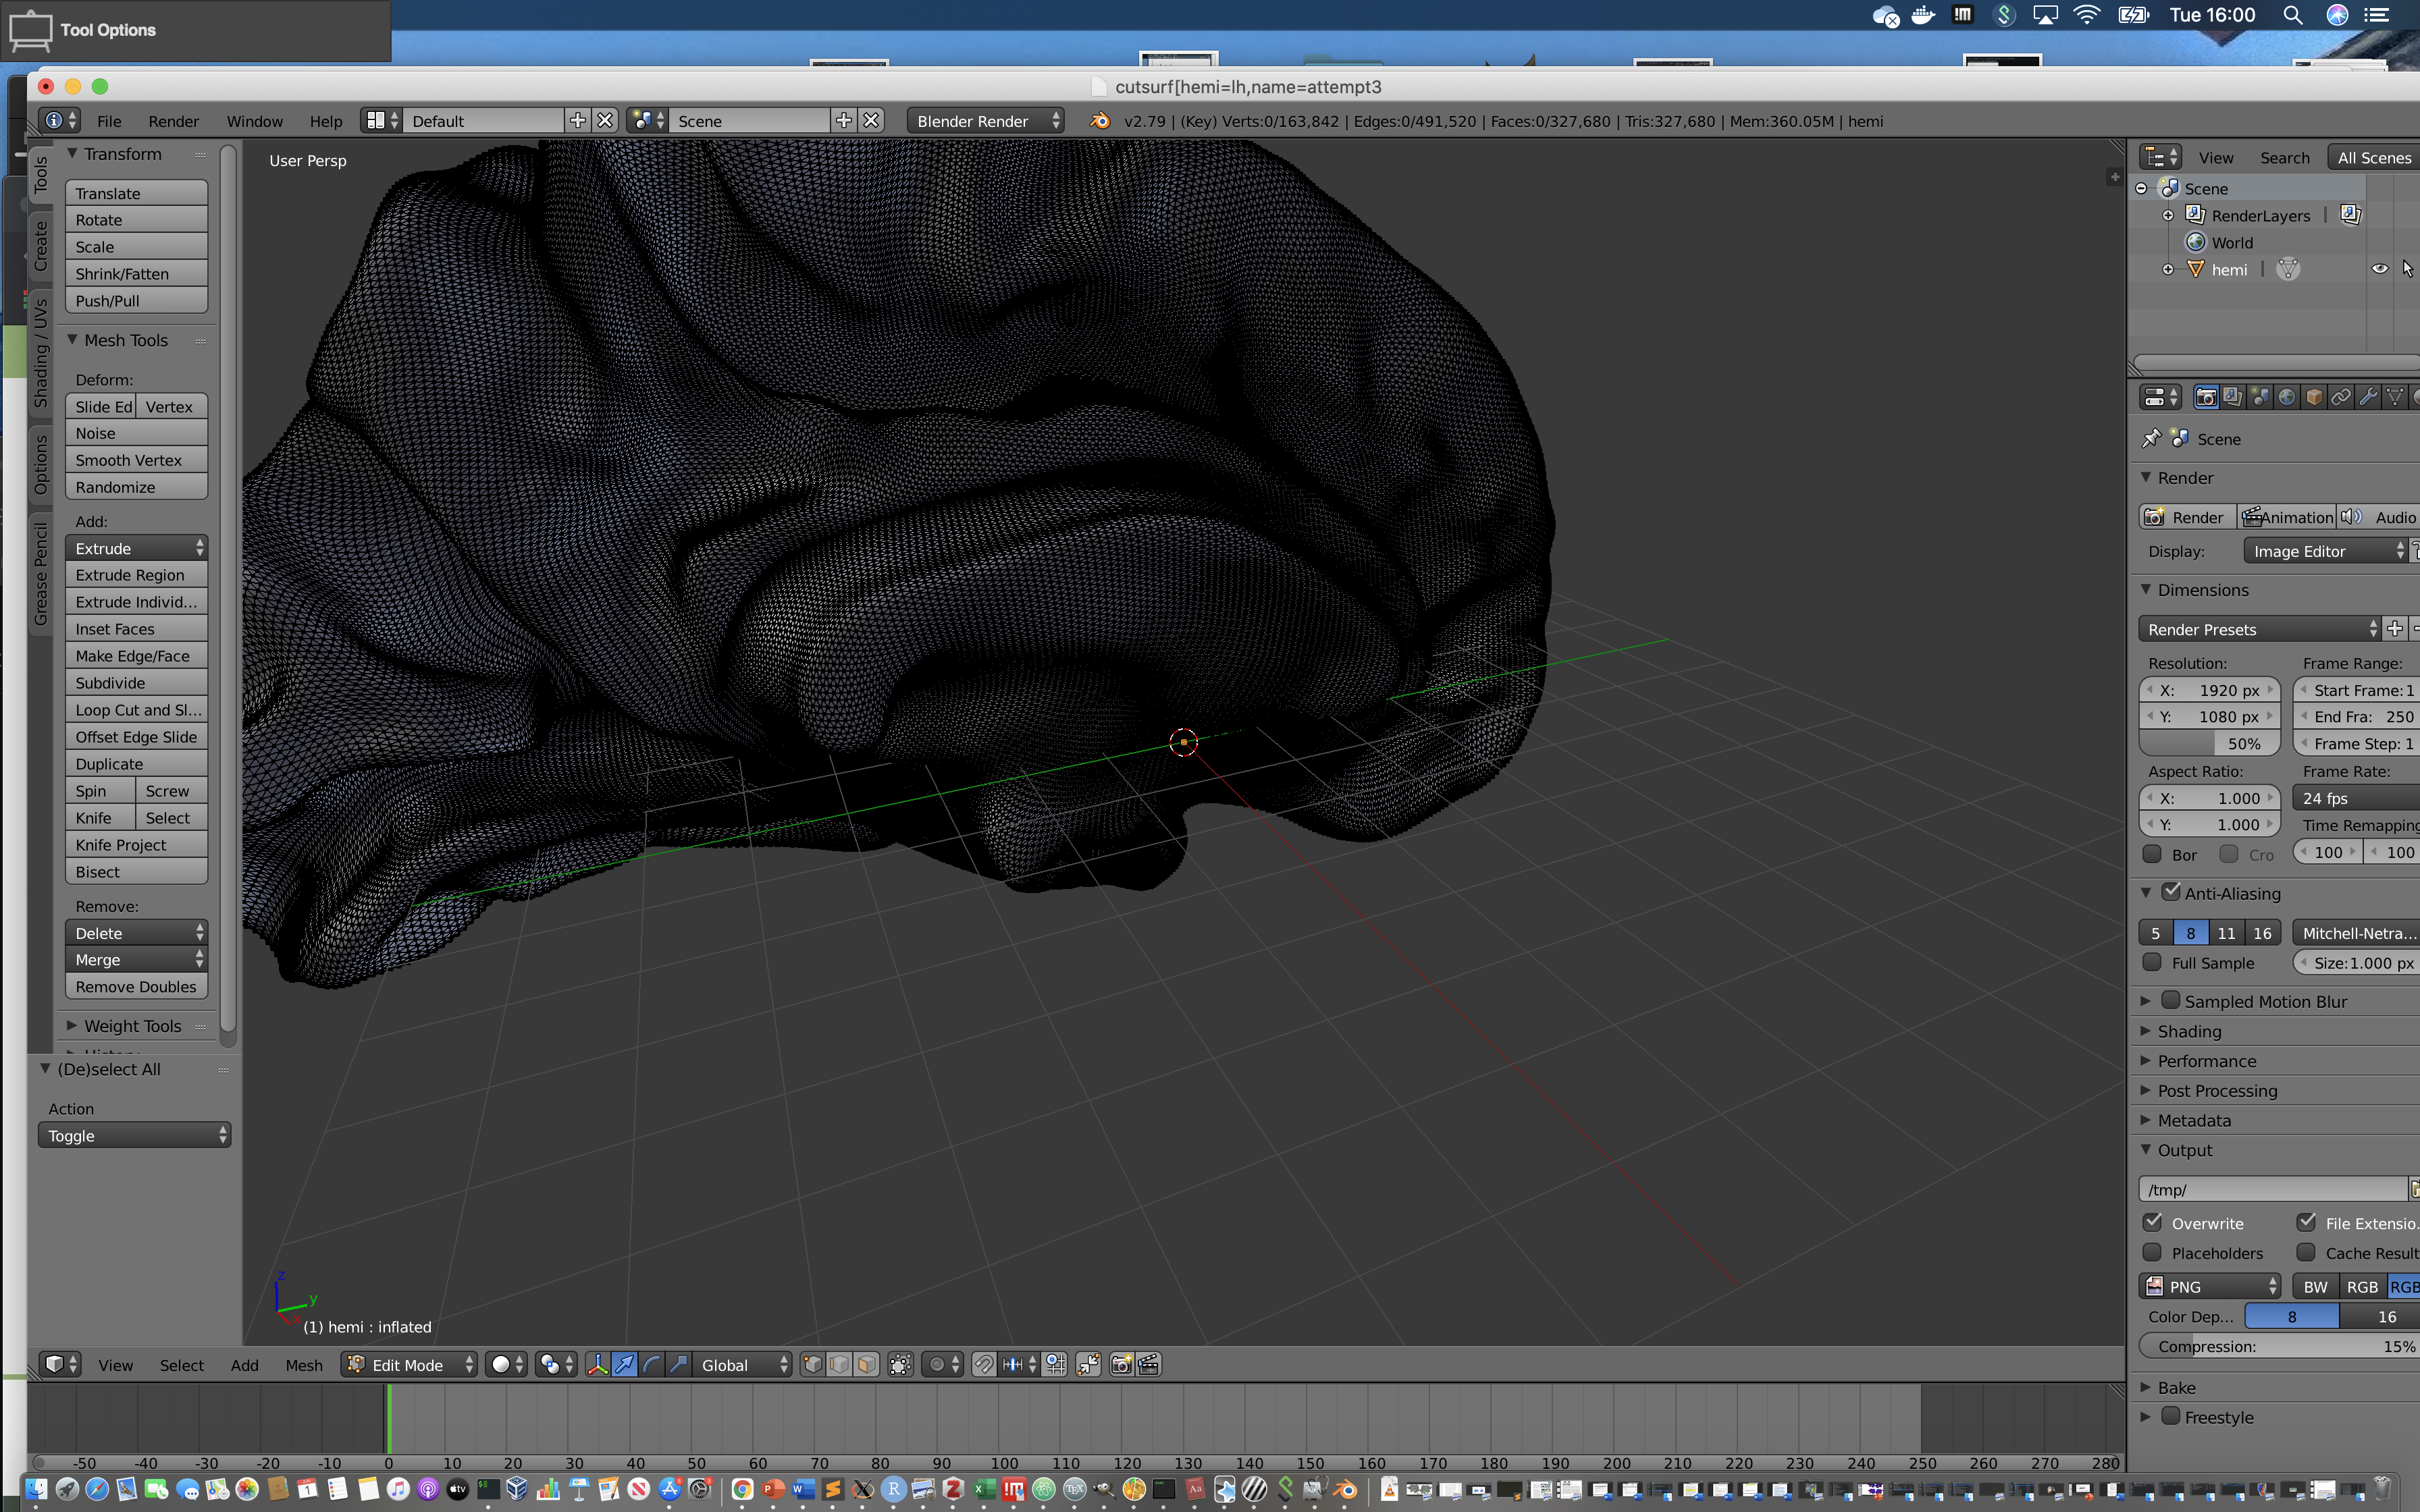 Tool Options
Tue 16:00
cutsurf[hemi=lh,name=attempt3
File Render Window Help Default Scene Blender Render v2.79 | (Key) Verts:0/163,842 | Edges:0/491,520 | Faces:0/327,680 | Tris:327,680 | Mem:360.05M | hemi
Tools
Create
Shading / UVs
Options
Grease Pencil
Transform
Translate
Rotate
Scale
Shrink/Fatten
Push/Pull
Mesh Tools
Deform:
Slide Ed Vertex
Noise
Smooth Vertex
Randomize
Add:
Extrude
Extrude Region
Extrude Individ...
Inset Faces
Make Edge/Face
Subdivide
Loop Cut and Sl...
Offset Edge Slide
Duplicate
Spin Screw
Knife Select
Knife Project
Bisect
Remove:
Delete
Merge
Remove Doubles
Weight Tools
(De)select All
Action
Toggle
User Persp
z
y
x
(1) hemi : inflated
View Select Add Mesh Edit Mode Global
-50 -40 -30 -20 -10 0 10 20 30 40 50 60 70 80 90 100 110 120 130 140 150 160 170 180 190 200 210 220 230 240 250 260 270 280
View Search All Scenes
Scene
RenderLayers |
World
hemi |
Scene
Render
Render Animation Audio
Display: Image Editor
Dimensions
Render Presets
Resolution: Frame Range:
X: 1920 px Start Frame: 1
Y: 1080 px End Fra: 250
50% Frame Step: 1
Aspect Ratio: Frame Rate:
X: 1.000 24 fps
Y: 1.000 Time Remapping
Bor Cro 100 100
Anti-Aliasing
5 8 11 16 Mitchell-Netra...
Full Sample Size:1.000 px
Sampled Motion Blur
Shading
Performance
Post Processing
Metadata
Output
/tmp/
Overwrite File Extensio.
Placeholders Cache Result
PNG BW RGB RGB
Color Dep... 8 16
Compression: 15%
Bake
Freestyle